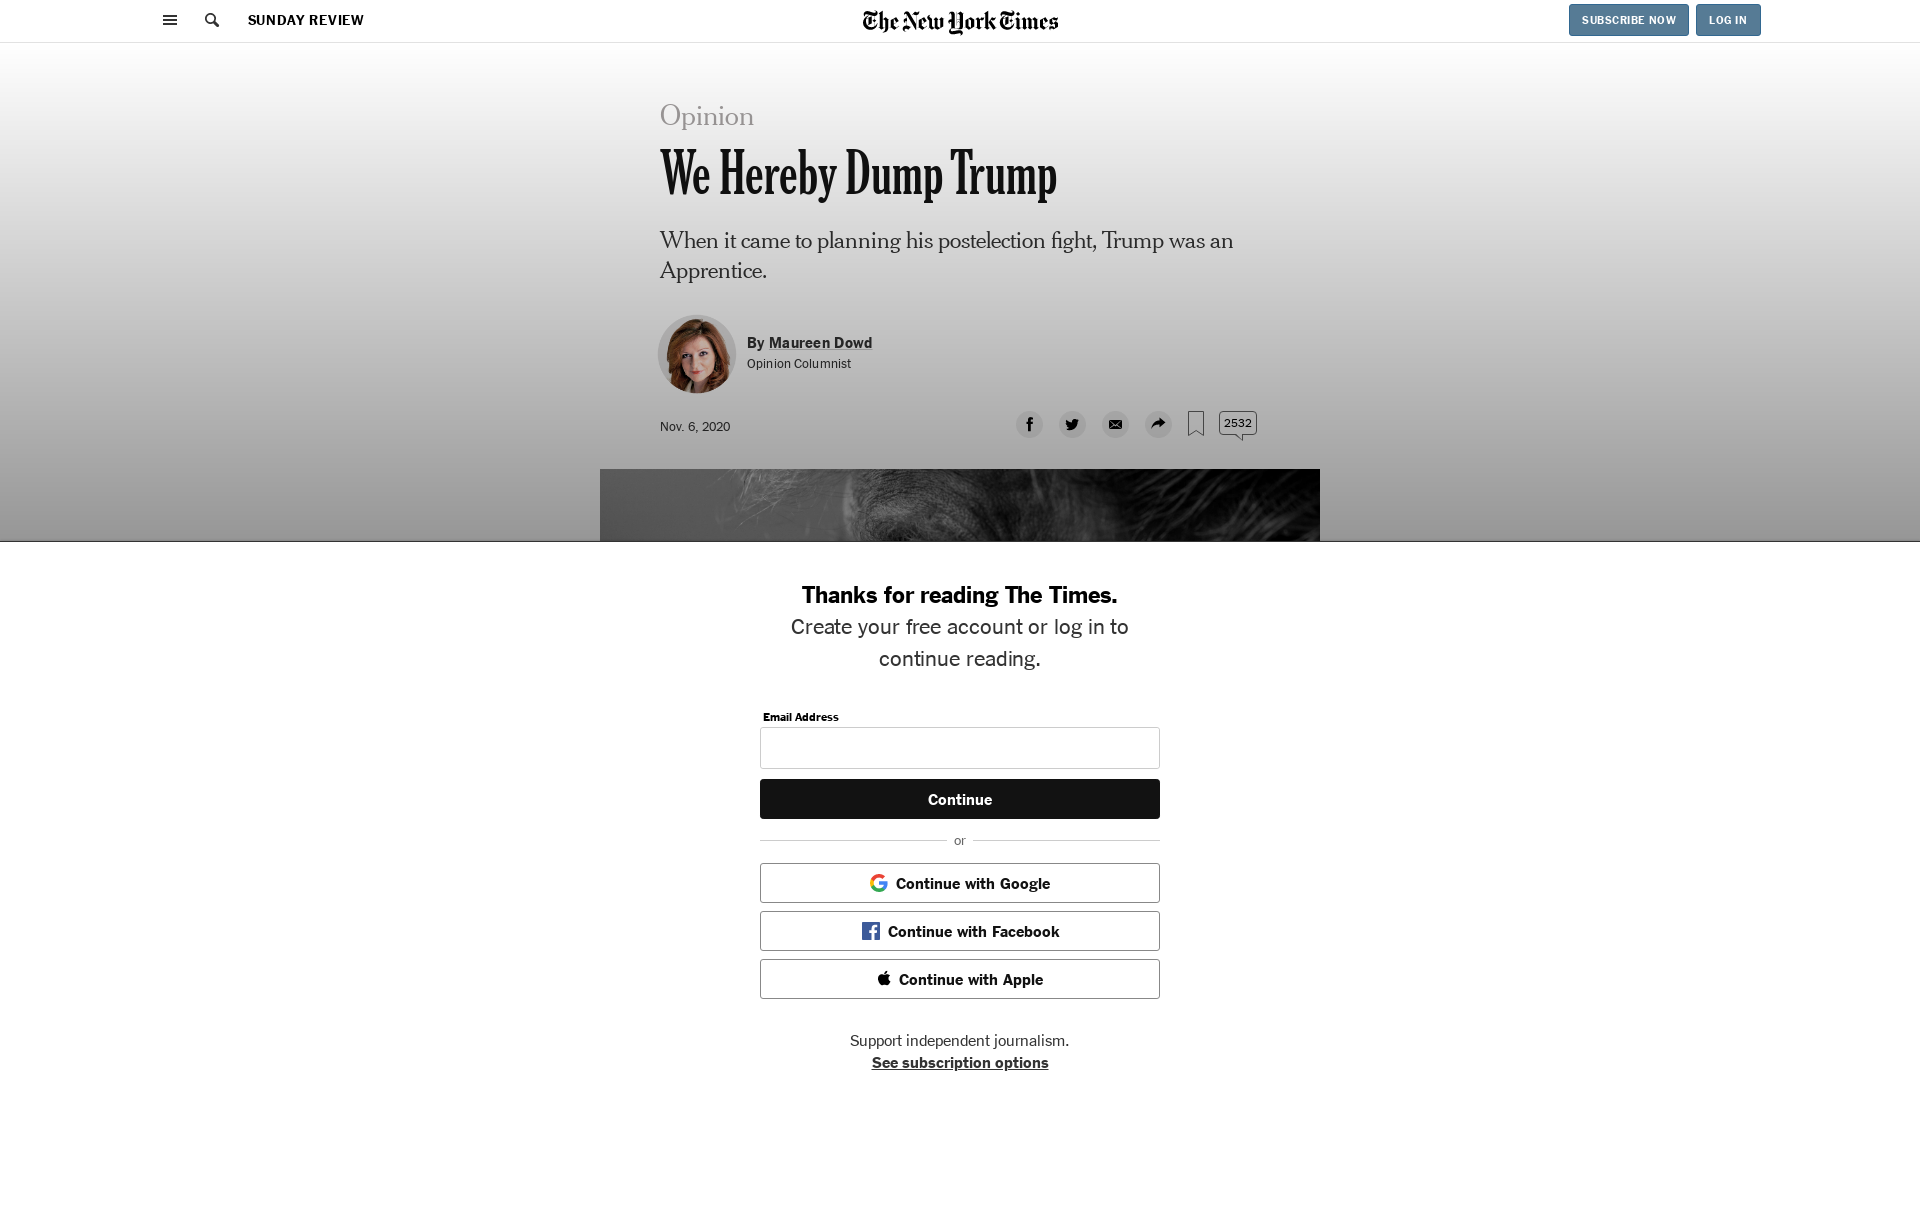 SUNDAY REVIEW
The New York Times
SUBSCRIBE NOW
LOG IN
Opinion
We Hereby Dump Trump
When it came to planning his postelection fight, Trump was an
Apprentice.
By Maureen Dowd
Opinion Columnist
Nov. 6, 2020
2532
Thanks for reading The Times.
Create your free account or log in to
continue reading.
Email Address
Continue
or
Continue with Google
Continue with Facebook
Continue with Apple
Support independent journalism.
See subscription options